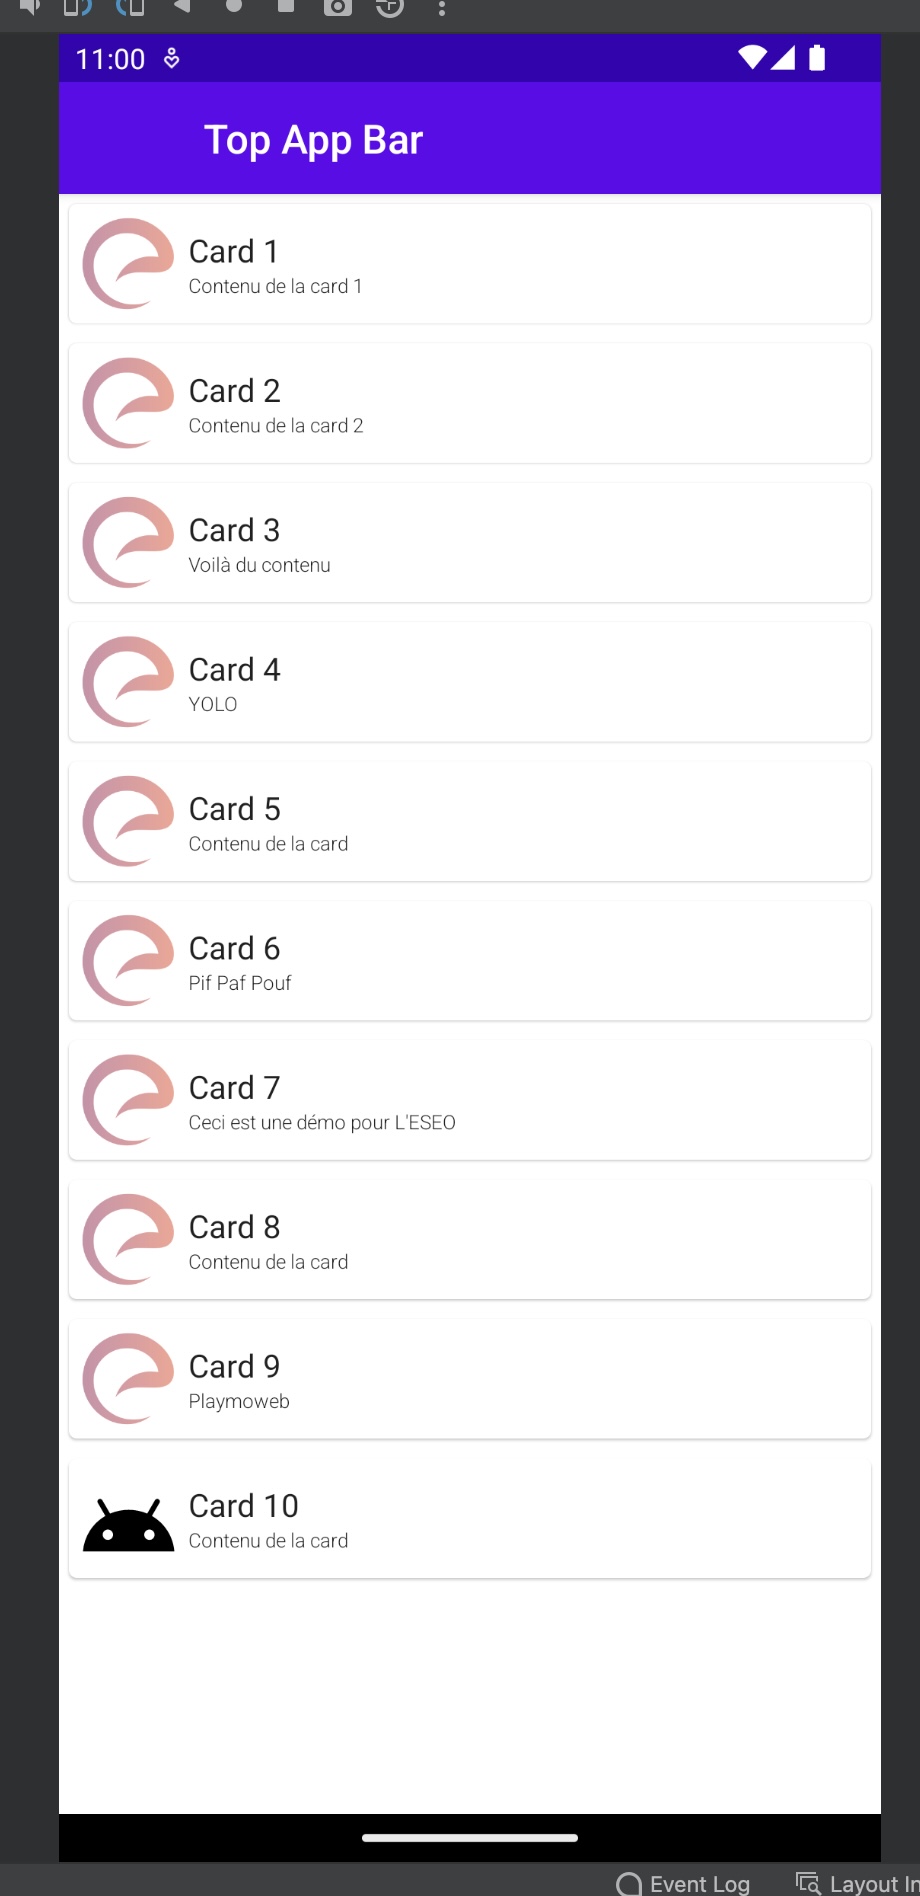 11:00
Top App Bar
Card 1
Contenu de la card 1
Card 2
Contenu de la card 2
Card 3
Voilà du contenu
Card 4
YOLO
Card 5
Contenu de la card
Card 6
Pif Paf Pouf
Card 7
Ceci est une démo pour L'ESEO
Card 8
Contenu de la card
Card 9
Playmoweb
Card 10
Contenu de la card
Event Log Layout In